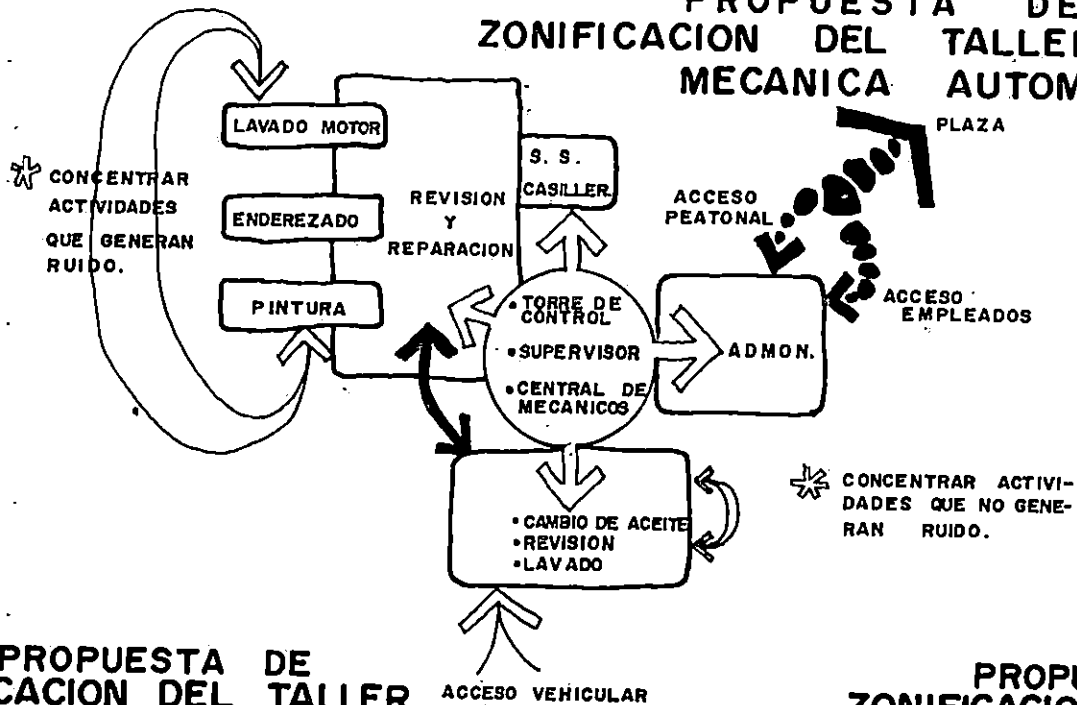 PROPUESTA DE
ZONIFICACION DEL TALLER
MECANICA AUTOM
PLAZA
LAVADO MOTOR
ENDEREZADO
PINTURA
CONCENTRAR
ACTIVIDADES
QUE GENERAN
RUIDO.
REVISION
Y
REPARACION
S. S.
CASILLER.
ACCESO
PEATONAL
ACCESO
EMPLEADOS
• TORRE DE
CONTROL
• SUPERVISOR
• CENTRAL DE
MECANICOS
ADMON.
CONCENTRAR ACTIVI-
DADES QUE NO GENE-
RAN RUIDO.
• CAMBIO DE ACEITE
• REVISION
• LAVADO
ACCESO VEHICULAR
PROPUESTA DE
CACION DEL TALLER
PROPU
ZONIFICACIO